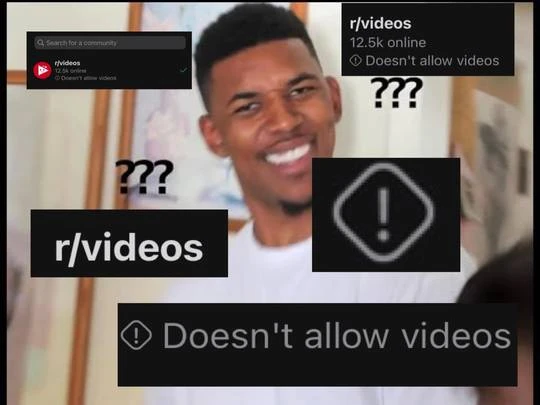 Search for a community
r/videos
12.5k online
Doesn't allow videos
r/videos
12.5k online
Doesn't allow videos
???
???
r/videos
Doesn't allow videos